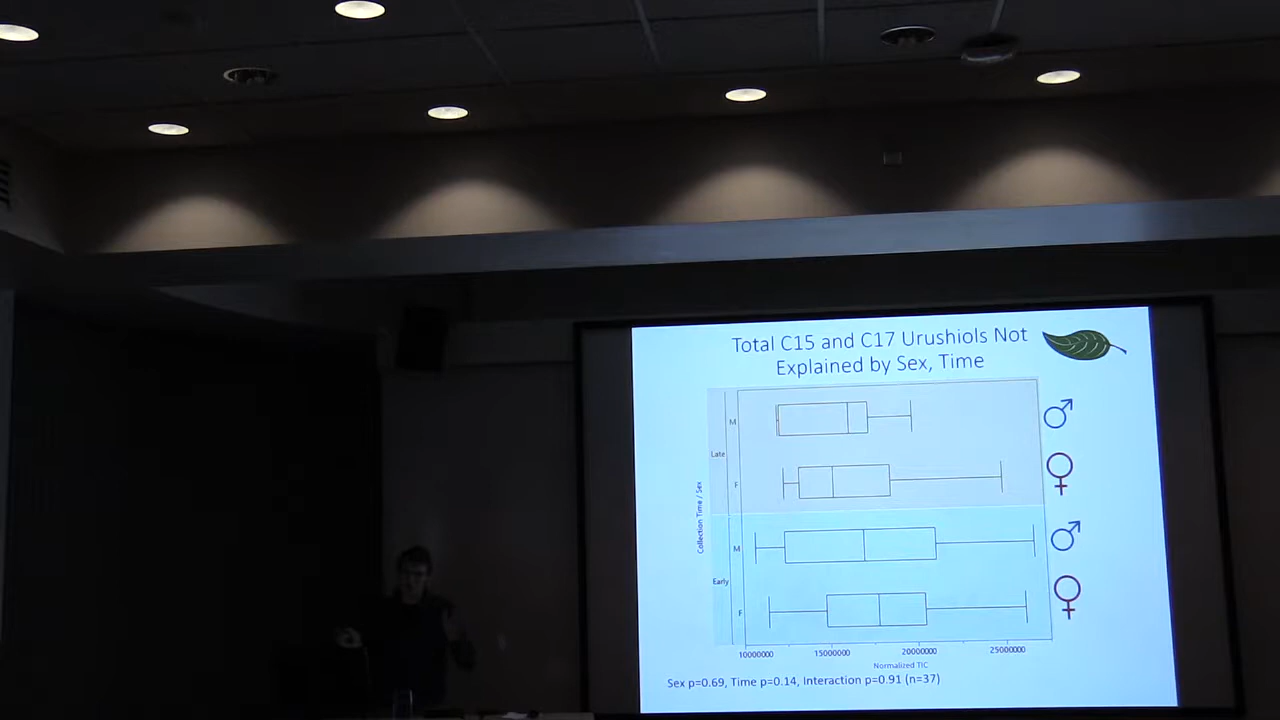 Total C15 and C17 Urushiols Not
Explained by Sex, Time
M
Late
F
Collection Time / Sex
M
Early
F
10000000 15000000 20000000 25000000
Normalized TIC
Sex p=0.69, Time p=0.14, Interaction p=0.91 (n=37)